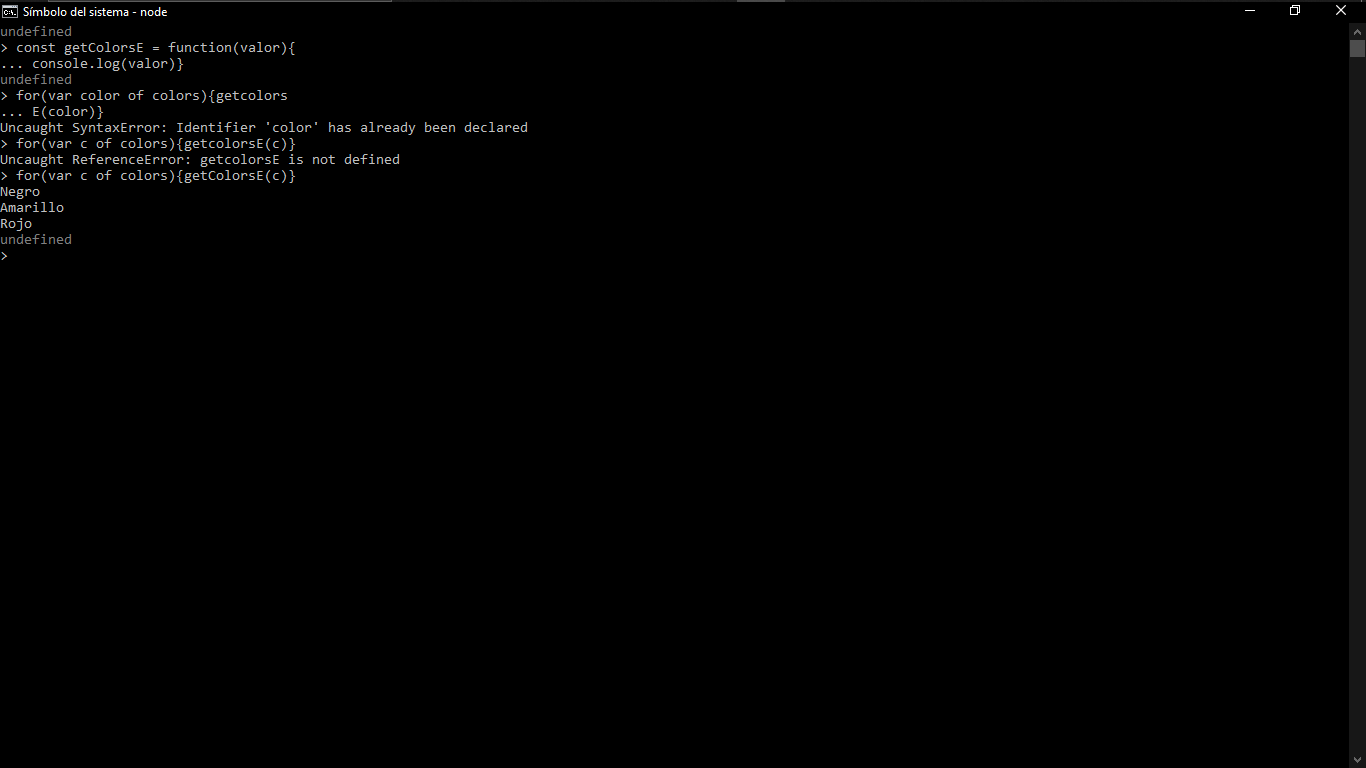 Símbolo del sistema - node
undefined
> const getColorsE = function(valor){
... console.log(valor)}
undefined
> for(var color of colors){getcolors
... E(color)}
Uncaught SyntaxError: Identifier 'color' has already been declared
> for(var c of colors){getcolorsE(c)}
Uncaught ReferenceError: getcolorsE is not defined
> for(var c of colors){getColorsE(c)}
Negro
Amarillo
Rojo
undefined
>